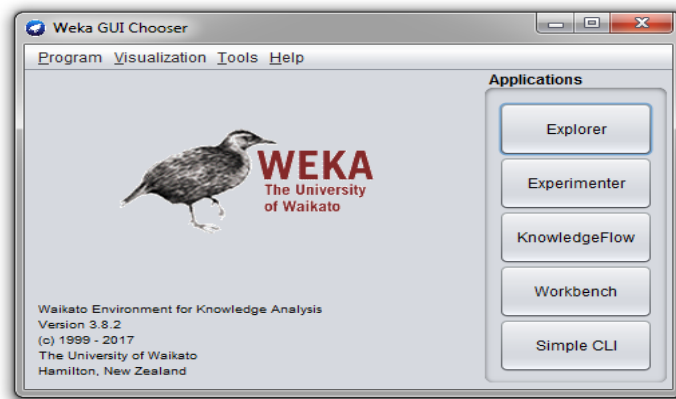 Weka GUI Chooser
Program Visualization Tools Help
Applications
Explorer
Experimenter
KnowledgeFlow
Workbench
Simple CLI
WEKA
The University
of Waikato
Waikato Environment for Knowledge Analysis
Version 3.8.2
(c) 1999 - 2017
The University of Waikato
Hamilton, New Zealand